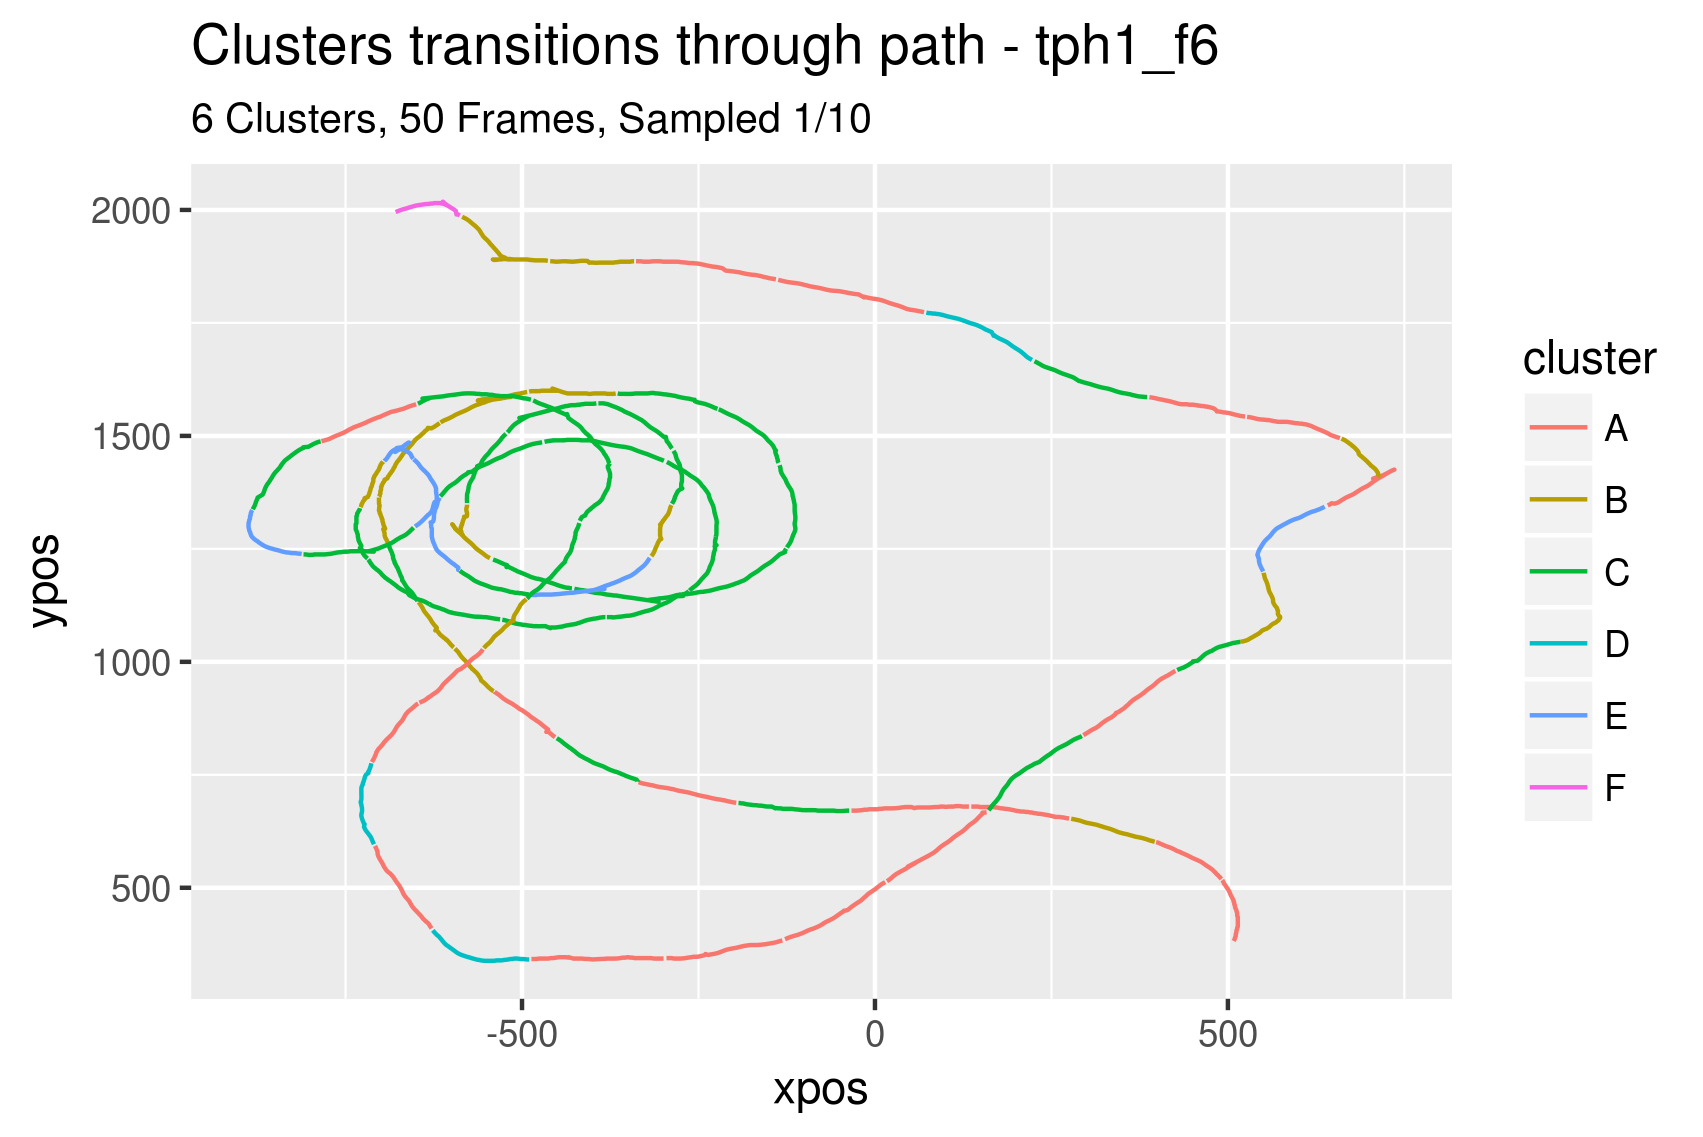 Clusters transitions through path - tph1_f6
6 Clusters, 50 Frames, Sampled 1/10
2000
1500
1000
500
ypos
-500
0
500
xpos
cluster
A
B
C
D
E
F